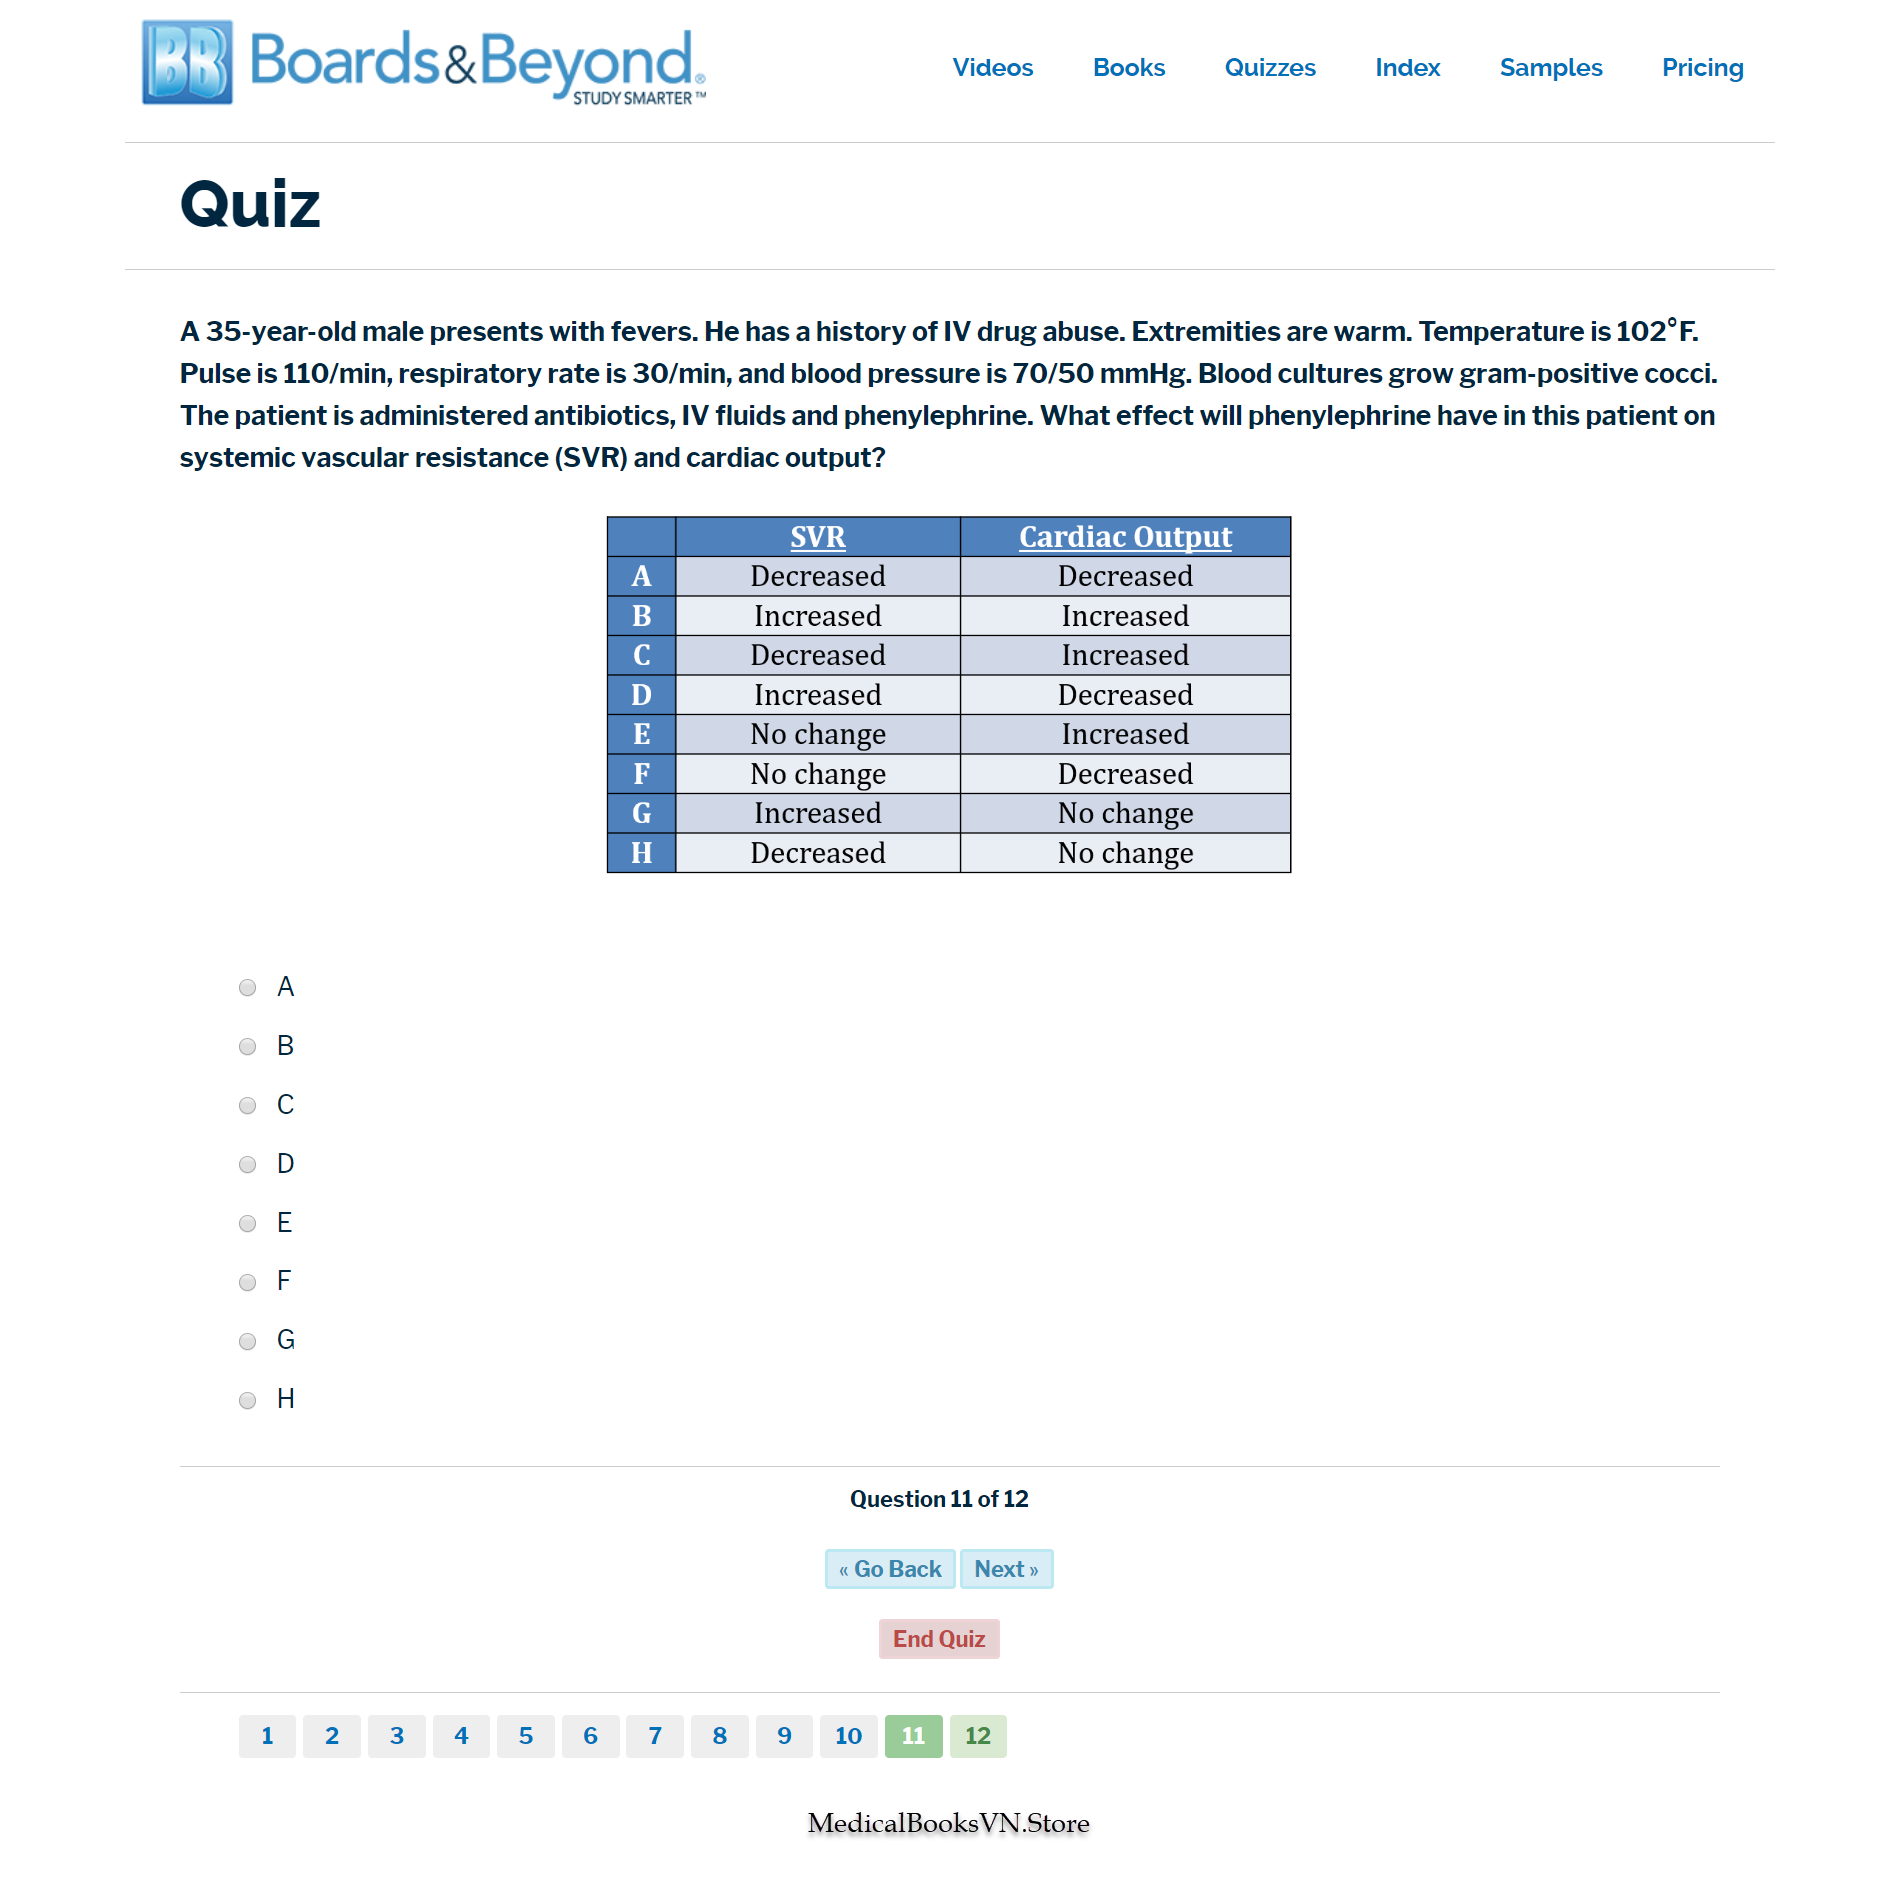 BB Boards&Beyond®
STUDY SMARTER™
Videos Books Quizzes Index Samples Pricing
Quiz
A 35-year-old male presents with fevers. He has a history of IV drug abuse. Extremities are warm. Temperature is 102°F.
Pulse is 110/min, respiratory rate is 30/min, and blood pressure is 70/50 mmHg. Blood cultures grow gram-positive cocci.
The patient is administered antibiotics, IV fluids and phenylephrine. What effect will phenylephrine have in this patient on
systemic vascular resistance (SVR) and cardiac output?
SVR Cardiac Output
A Decreased Decreased
B Increased Increased
C Decreased Increased
D Increased Decreased
E No change Increased
F No change Decreased
G Increased No change
H Decreased No change
A
B
C
D
E
F
G
H
Question 11 of 12
« Go Back Next »
End Quiz
1 2 3 4 5 6 7 8 9 10 11 12
MedicalBooksVN.Store